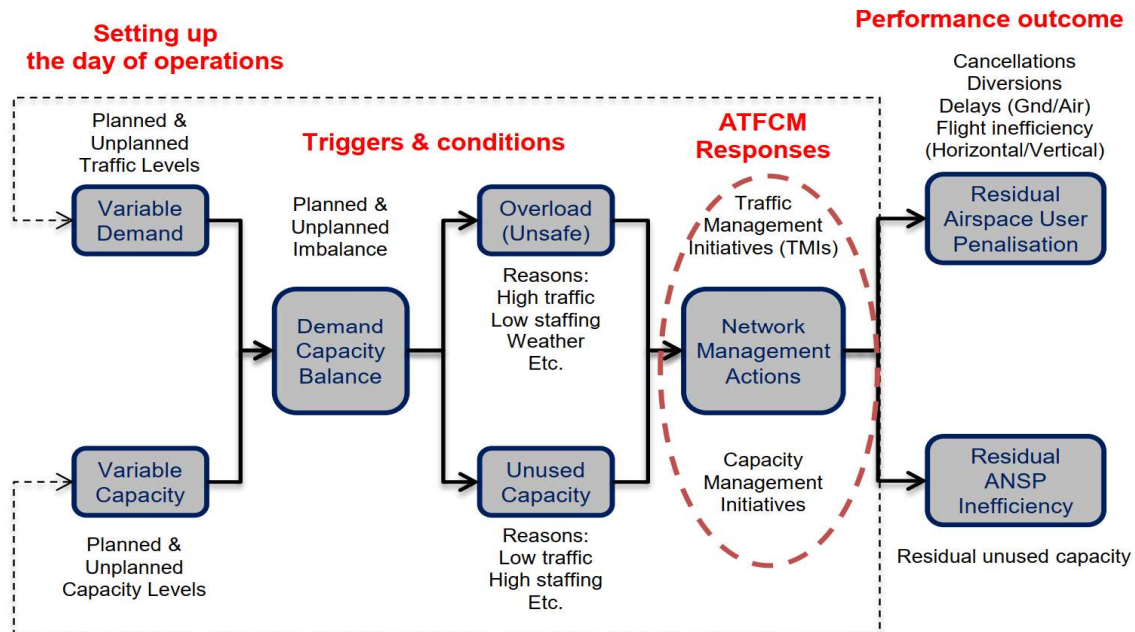 Setting up
the day of operations
Planned &
Unplanned
Traffic Levels
Variable
Demand
Variable
Capacity
Planned &
Unplanned
Capacity Levels
Triggers & conditions
Planned &
Unplanned
Imbalance
Demand
Capacity
Balance
Overload
(Unsafe)
Reasons:
High traffic
Low staffing
Weather
Etc.
Unused
Capacity
Reasons:
Low traffic
High staffing
Etc.
ATFCM
Responses
Traffic
Management
Initiatives (TMIs)
Network
Management
Actions
Capacity
Management
Initiatives
Performance outcome
Cancellations
Diversions
Delays (Gnd/Air)
Flight inefficiency
(Horizontal/Vertical)
Residual
Airspace User
Penalisation
Residual
ANSP
Inefficiency
Residual unused capacity